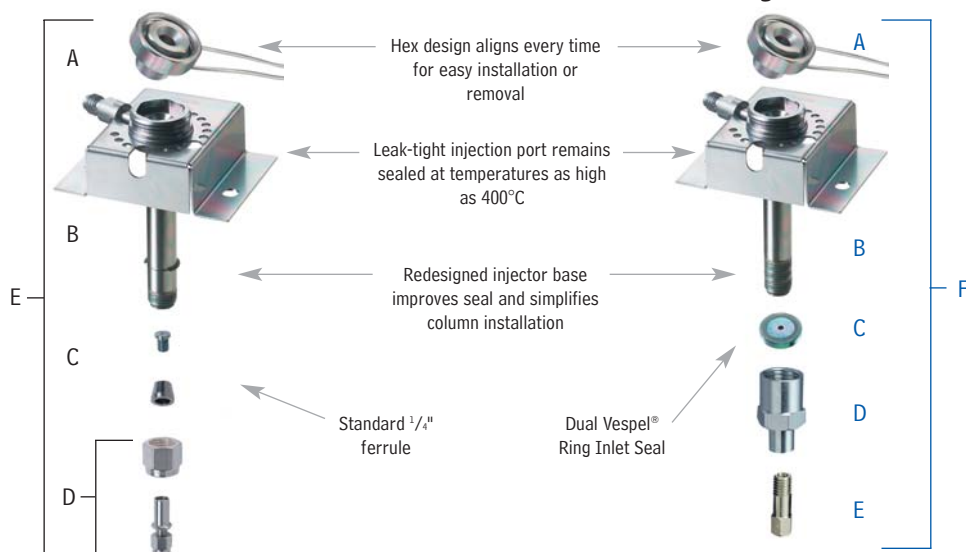 A
Hex design aligns every time
for easy installation or
removal
A
Leak-tight injection port remains
sealed at temperatures as high
as 400°C
B
B
E
Redesigned injector base
improves seal and simplifies
column installation
F
C
C
Standard 1/4"
ferrule
Dual Vespel®
Ring Inlet Seal
D
D
E